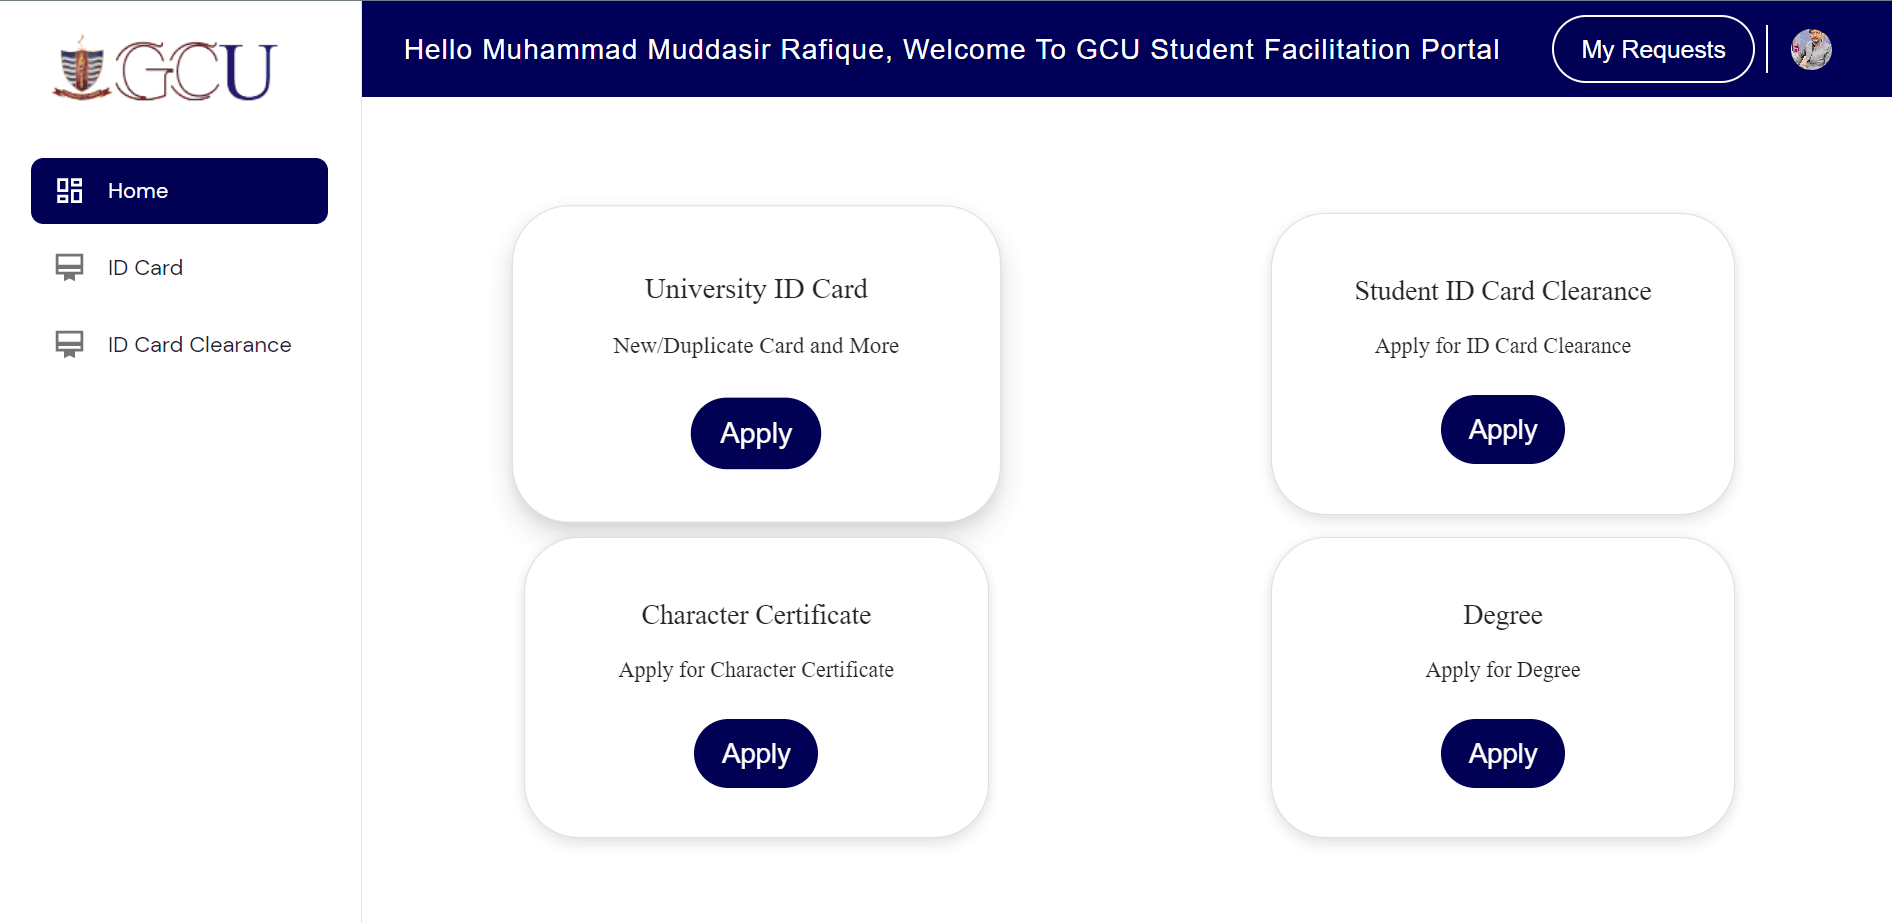 GCU
Hello Muhammad Muddasir Rafique, Welcome To GCU Student Facilitation Portal
My Requests
Home
ID Card
ID Card Clearance
University ID Card
New/Duplicate Card and More
Apply
Student ID Card Clearance
Apply for ID Card Clearance
Apply
Character Certificate
Apply for Character Certificate
Apply
Degree
Apply for Degree
Apply